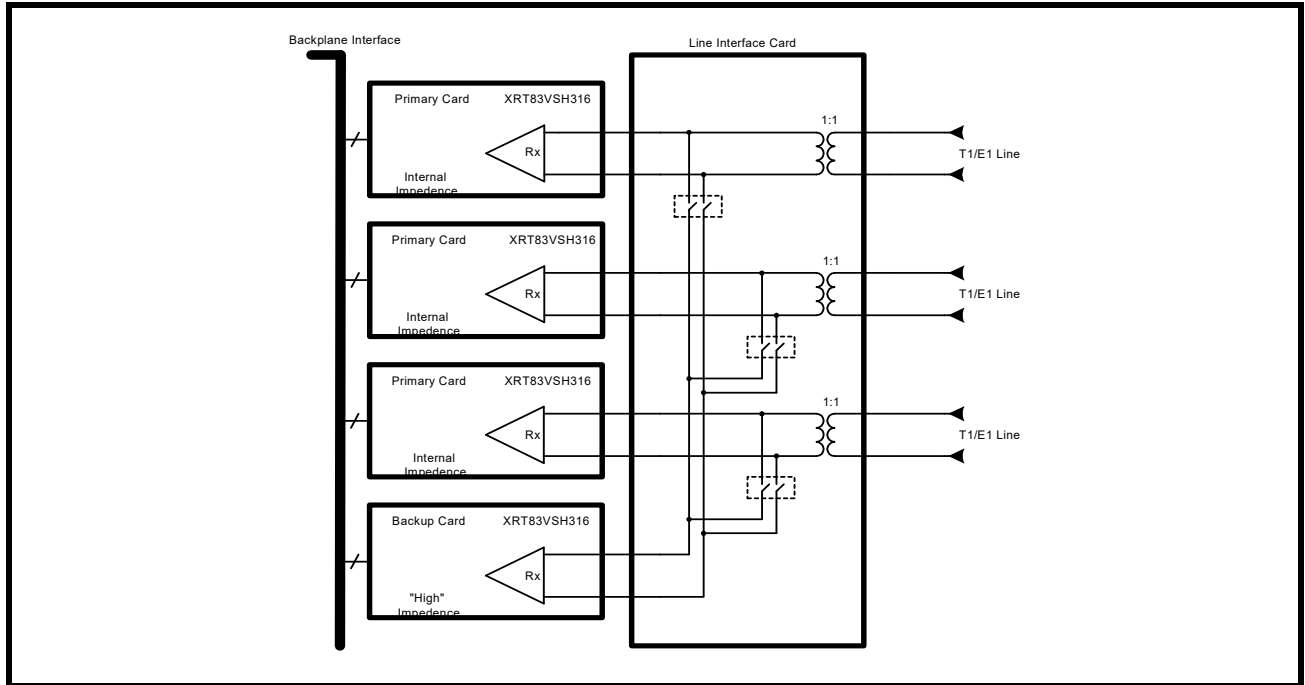 Backplane Interface
Line Interface Card
Primary Card XRT83VSH316
1:1
Rx
T1/E1 Line
Internal
Impedence
Primary Card XRT83VSH316
1:1
Rx
T1/E1 Line
Internal
Impedence
Primary Card XRT83VSH316
1:1
Rx
T1/E1 Line
Internal
Impedence
Backup Card XRT83VSH316
Rx
"High"
Impedence